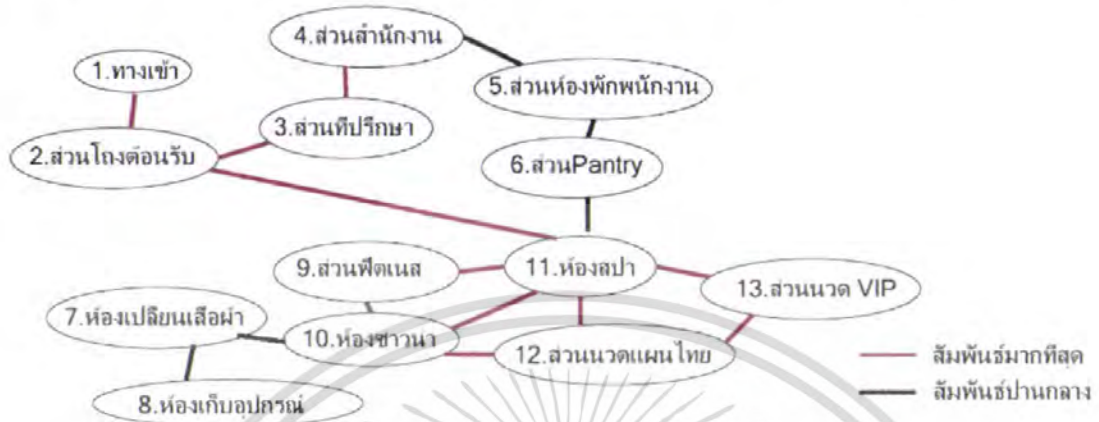 4.ส่วนสำนักงาน
1.ทางเข้า
5.ส่วนห้องพักพนักงาน
3.ส่วนที่ปรึกษา
2.ส่วนโถงต้อนรับ
6.ส่วนPantry
9.ส่วนฟิตเนส
11.ห้องสปา
13.ส่วนนวด VIP
7.ห้องเปลี่ยนเสื้อผ้า
10.ห้องซาวน่า
12.ส่วนนวดแผนไทย
8.ห้องเก็บอุปกรณ์
สัมพันธ์มากที่สุด
สัมพันธ์ปานกลาง